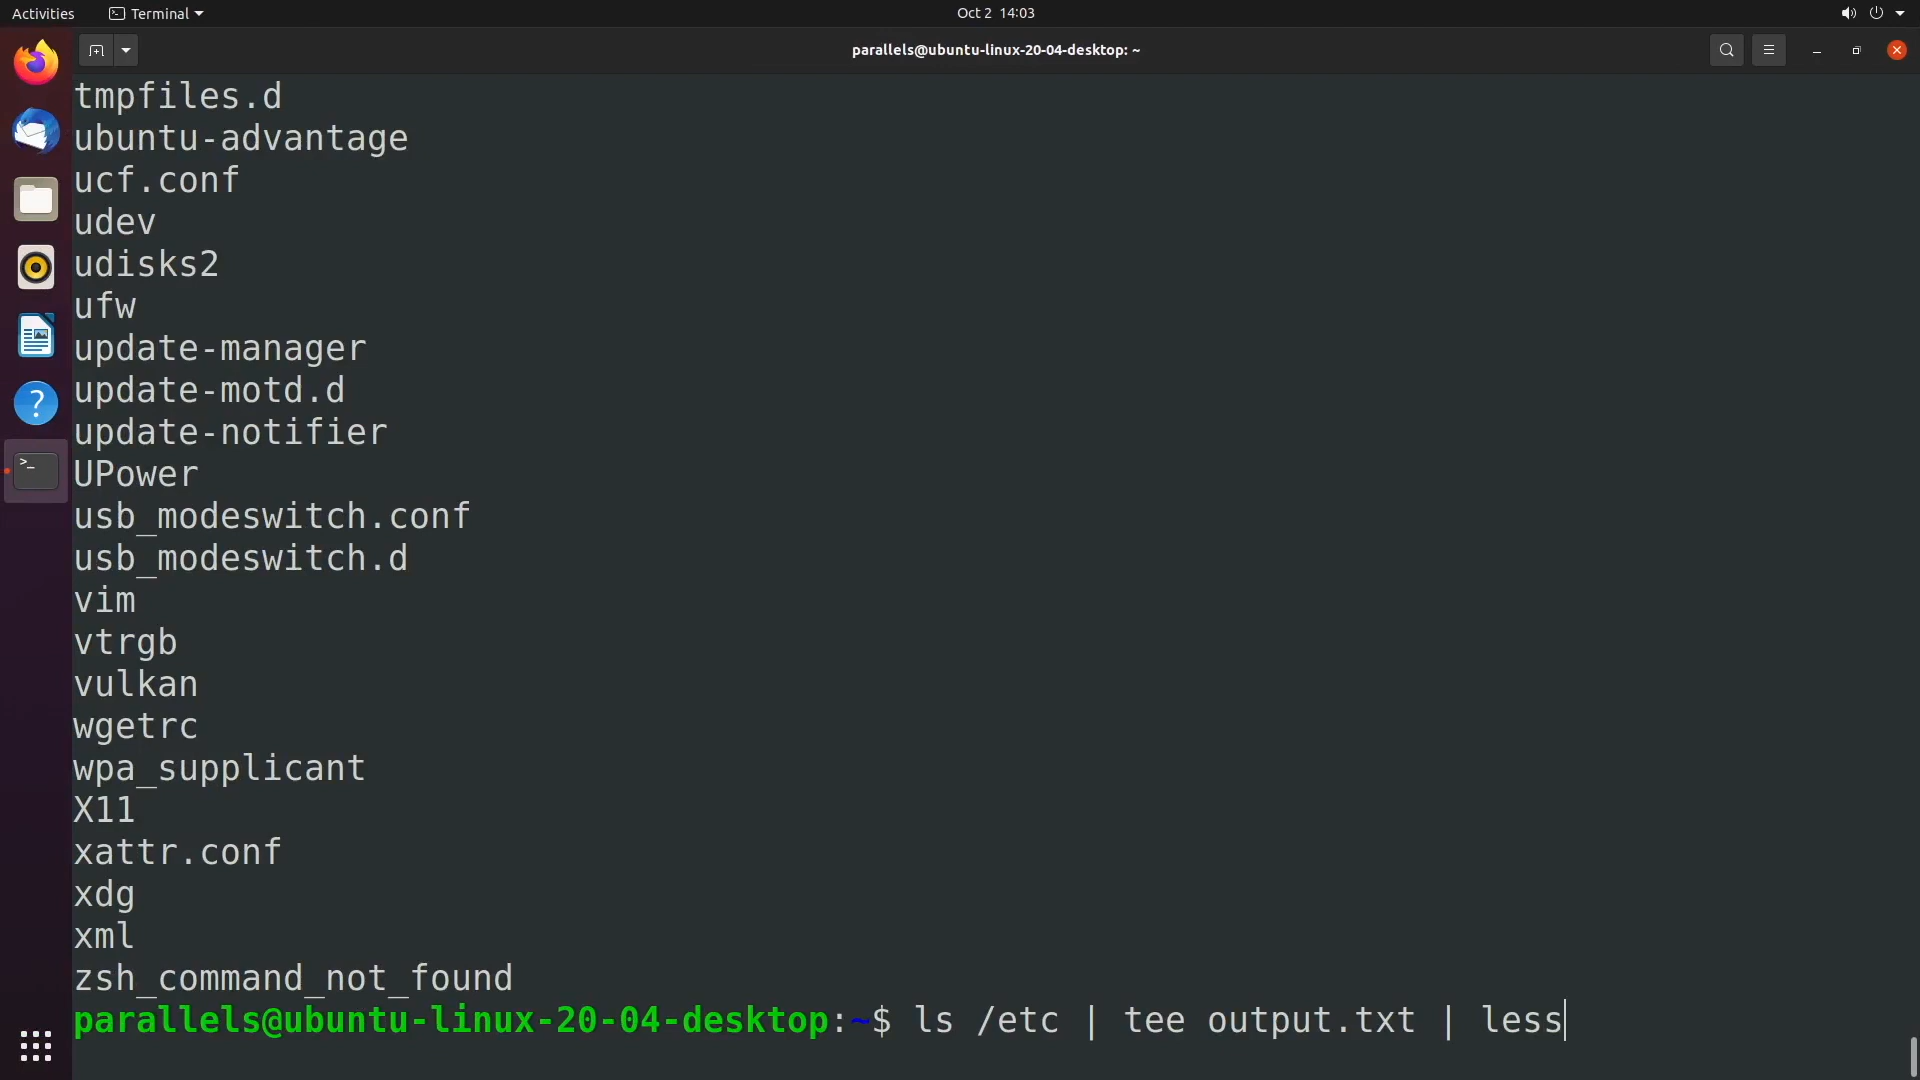 Activities
Terminal
Oct 2 14:03
parallels@ubuntu-linux-20-04-desktop: ~
tmpfiles.d
ubuntu-advantage
ucf.conf
udev
udisks2
ufw
update-manager
update-motd.d
update-notifier
UPower
usb_modeswitch.conf
usb_modeswitch.d
vim
vtrgb
vulkan
wgetrc
wpa_supplicant
X11
xattr.conf
xdg
xml
zsh_command_not_found
parallels@ubuntu-linux-20-04-desktop:~$ ls /etc | tee output.txt | less